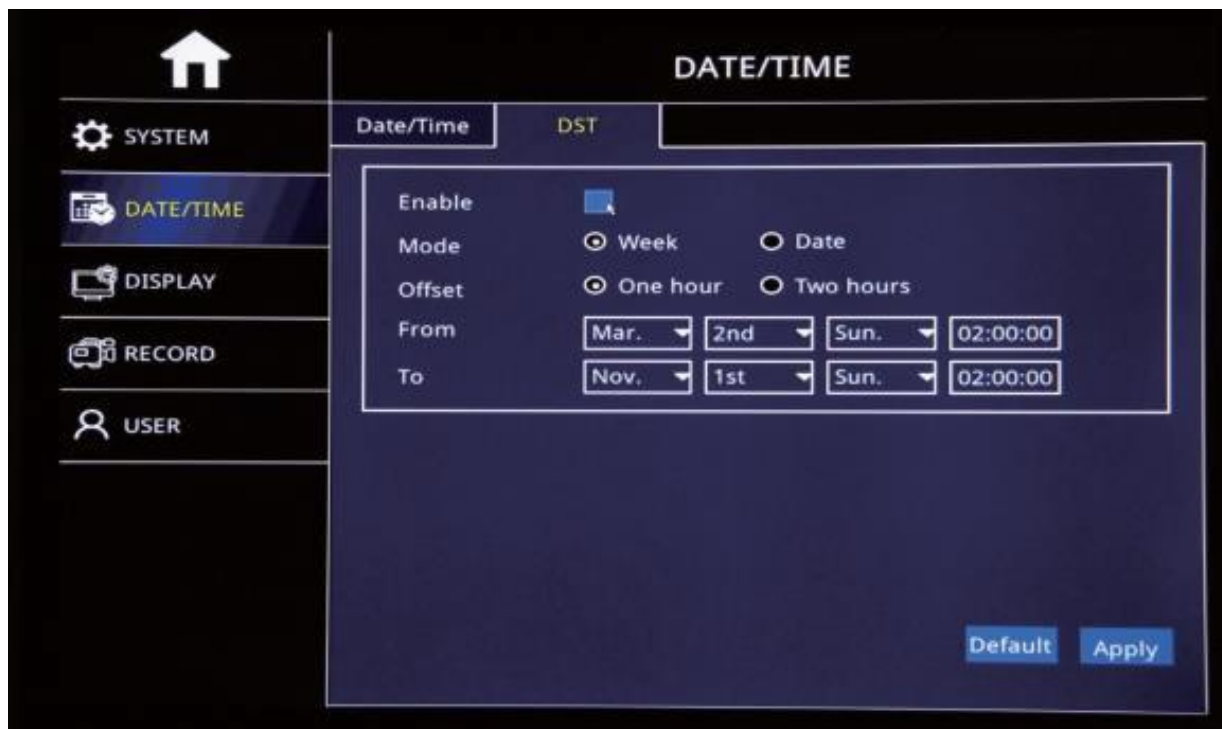 DATE/TIME
SYSTEM
DATE/TIME
DISPLAY
RECORD
USER
Date/Time DST
Enable
Mode Week Date
Offset One hour Two hours
From Mar. 2nd Sun. 02:00:00
To Nov. 1st Sun. 02:00:00
Default Apply